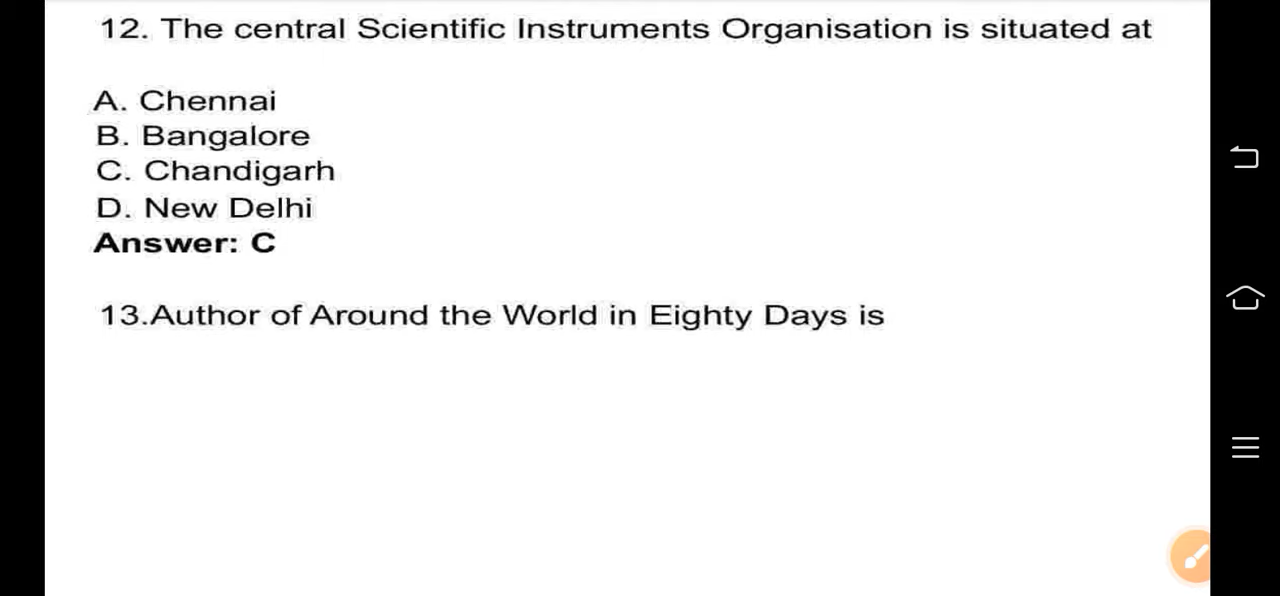 12. The central Scientific Instruments Organisation is situated at
A. Chennai
B. Bangalore
C. Chandigarh
D. New Delhi
Answer: C
13.Author of Around the World in Eighty Days is